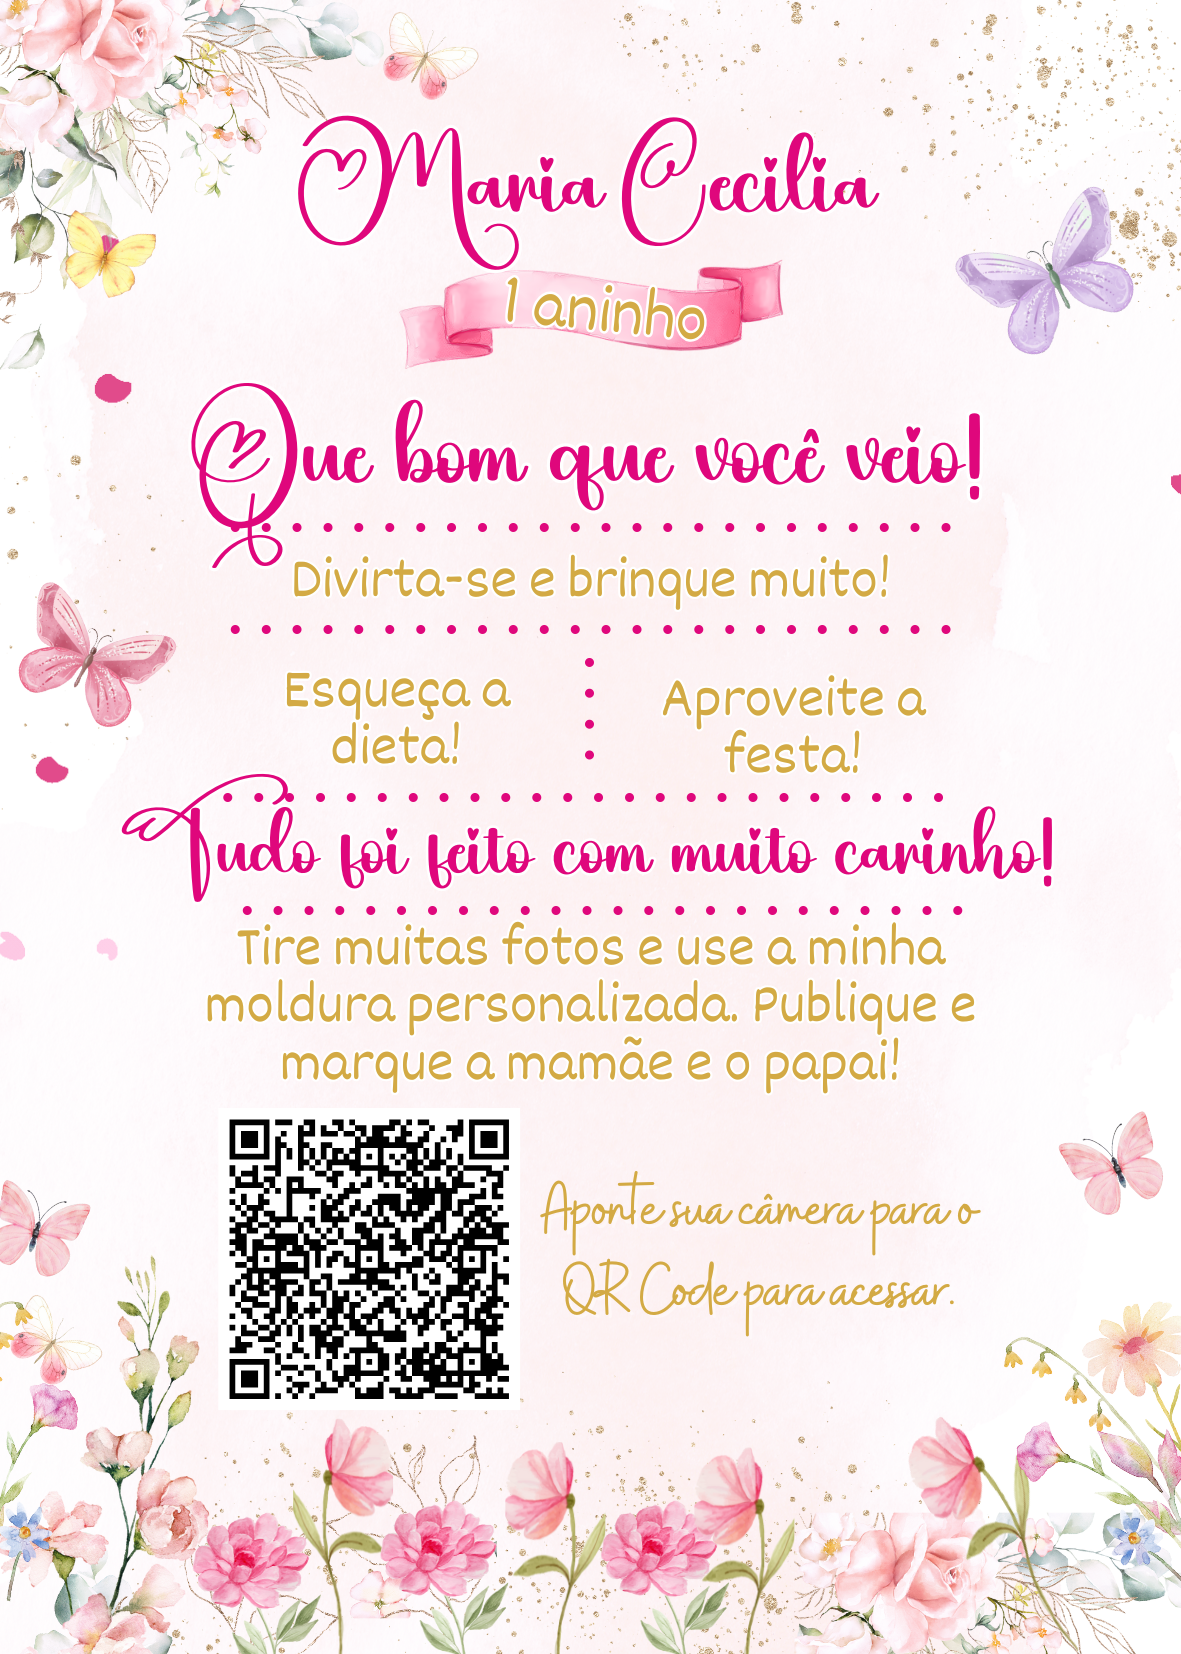 Maria Cecilia
1 aninho
Que bom que você veio!
Divirta-se e brinque muito!
Esqueça a
dieta!
Aproveite a
festa!
Tudo foi feito com muito carinho!
Tire muitas fotos e use a minha
moldura personalizada. Publique e
marque a mamãe e o papai!
Aponte sua câmera para o
QR Code para acessar.